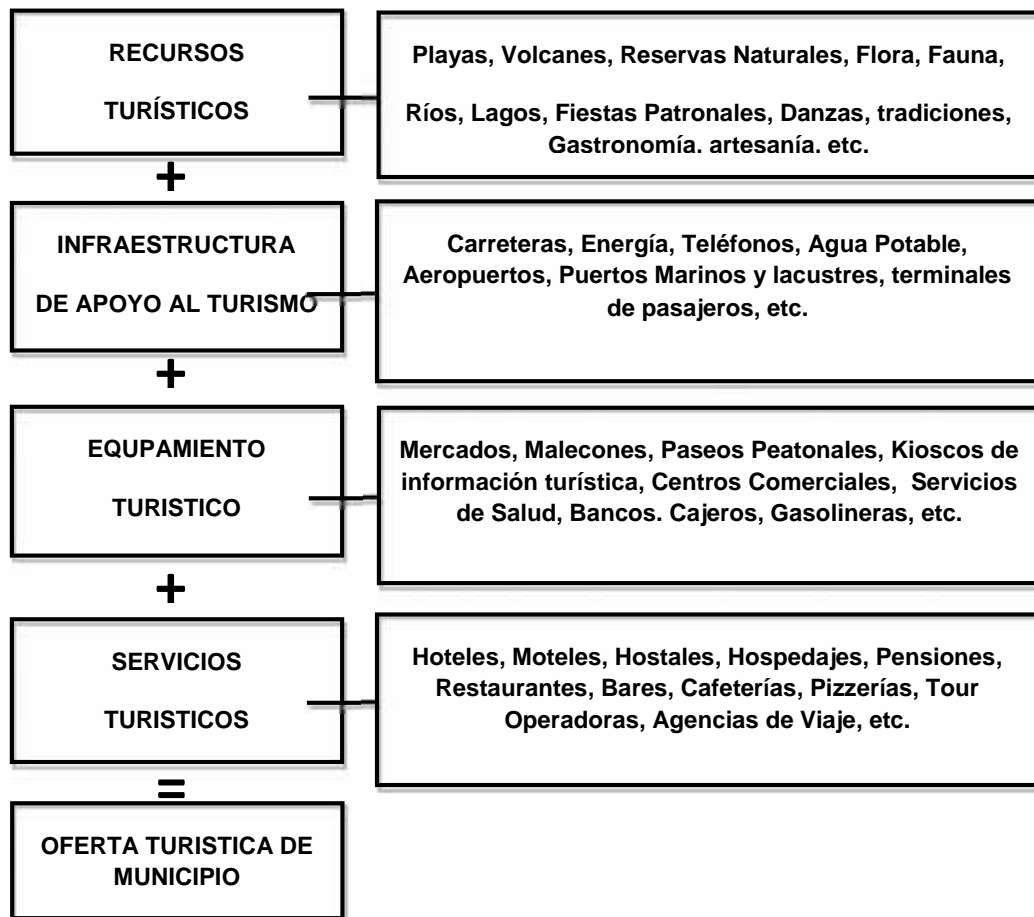 RECURSOS
TURÍSTICOS
Playas, Volcanes, Reservas Naturales, Flora, Fauna,
Ríos, Lagos, Fiestas Patronales, Danzas, tradiciones,
Gastronomía. artesanía. etc.
+
INFRAESTRUCTURA
DE APOYO AL TURISMO
Carreteras, Energía, Teléfonos, Agua Potable,
Aeropuertos, Puertos Marinos y lacustres, terminales
de pasajeros, etc.
+
EQUPAMIENTO
TURISTICO
Mercados, Malecones, Paseos Peatonales, Kioscos de
información turística, Centros Comerciales, Servicios
de Salud, Bancos. Cajeros, Gasolineras, etc.
+
SERVICIOS
TURISTICOS
Hoteles, Moteles, Hostales, Hospedajes, Pensiones,
Restaurantes, Bares, Cafeterías, Pizzerías, Tour
Operadoras, Agencias de Viaje, etc.
=
OFERTA TURISTICA DE
MUNICIPIO